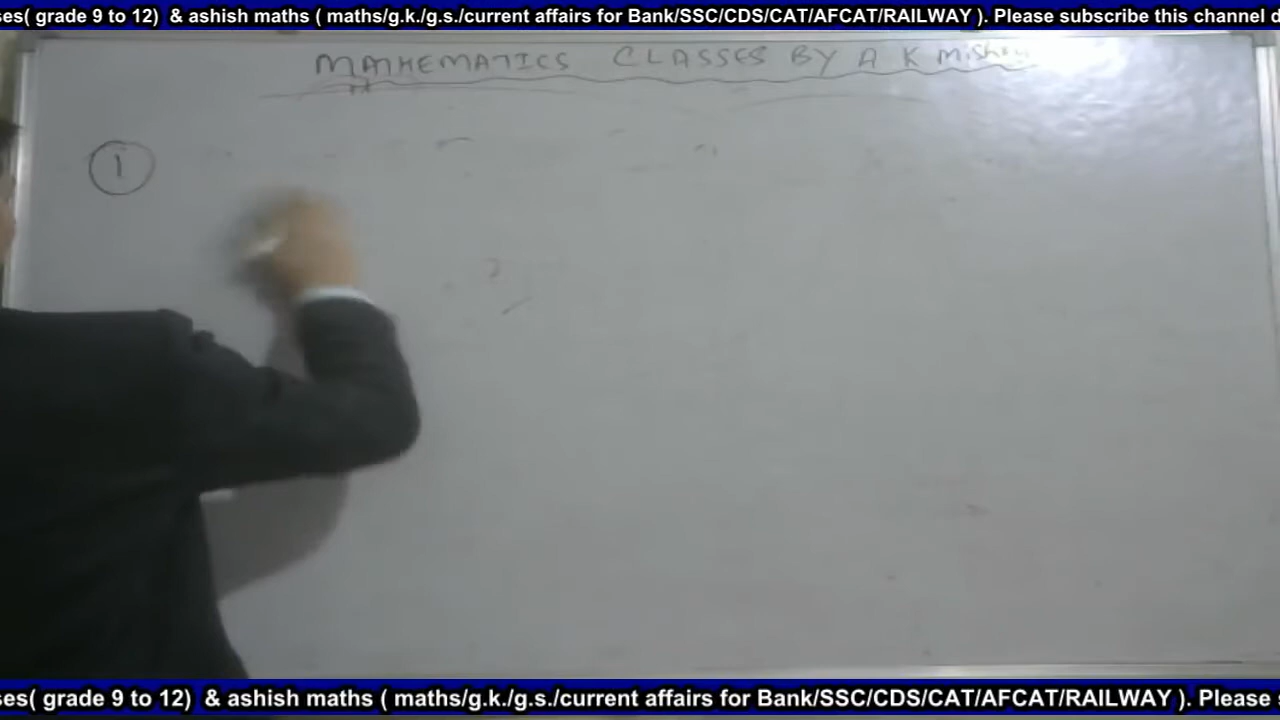 ses( grade 9 to 12) & ashish maths ( maths/g.k./g.s./current affairs for Bank/SSC/CDS/CAT/AFCAT/RAILWAY ). Please subscribe this channel d
MATHEMATICS CLASSES BY A K Mishra
1
ses( grade 9 to 12) & ashish maths ( maths/g.k./g.s./current affairs for Bank/SSC/CDS/CAT/AFCAT/RAILWAY ). Please